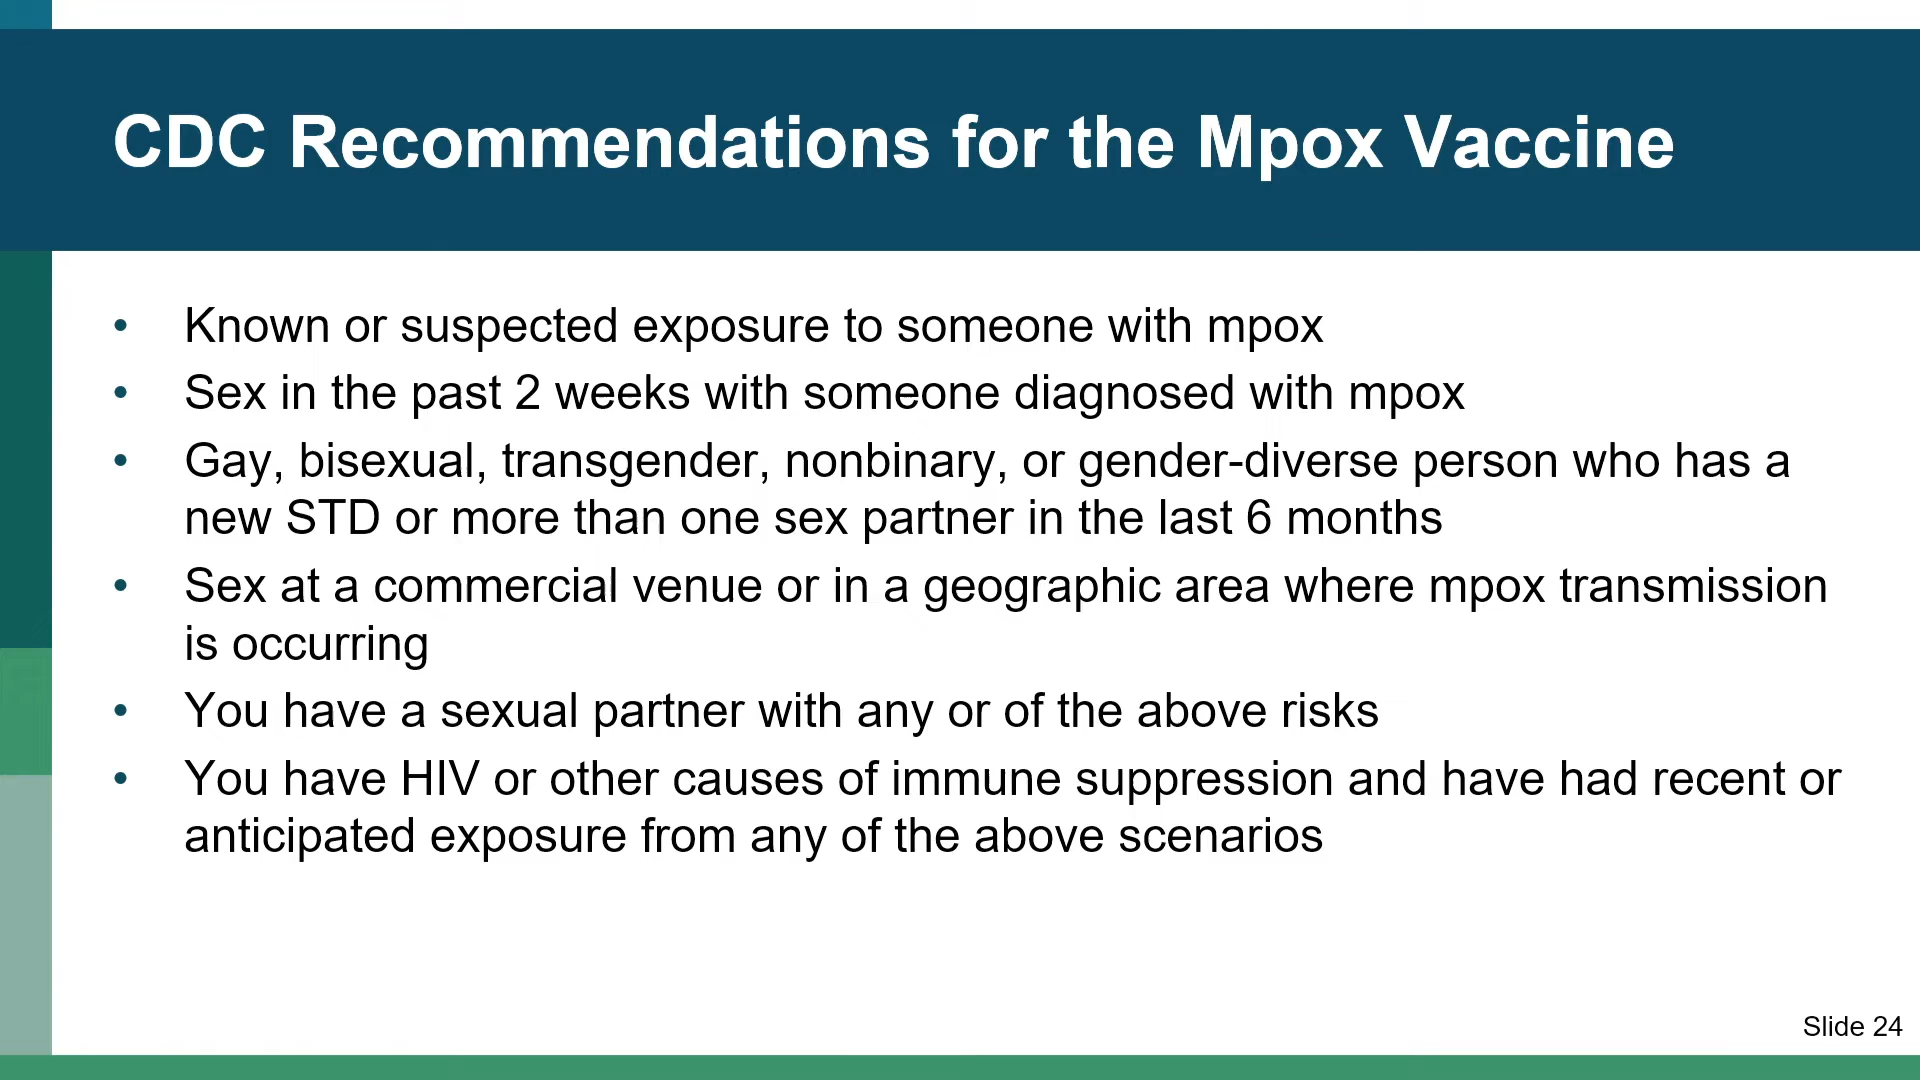 CDC Recommendations for the Mpox Vaccine
• Known or suspected exposure to someone with mpox
• Sex in the past 2 weeks with someone diagnosed with mpox
• Gay, bisexual, transgender, nonbinary, or gender-diverse person who has a
new STD or more than one sex partner in the last 6 months
• Sex at a commercial venue or in a geographic area where mpox transmission
is occurring
• You have a sexual partner with any or of the above risks
• You have HIV or other causes of immune suppression and have had recent or
anticipated exposure from any of the above scenarios
Slide 24